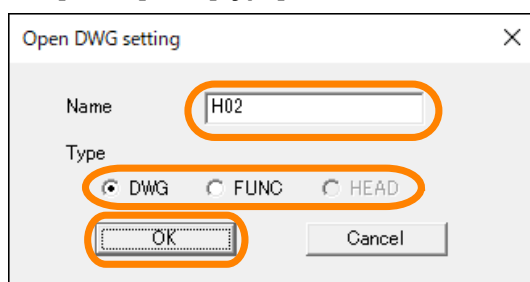 Open DWG setting
Name H02
Type
DWG FUNC HEAD
OK Cancel